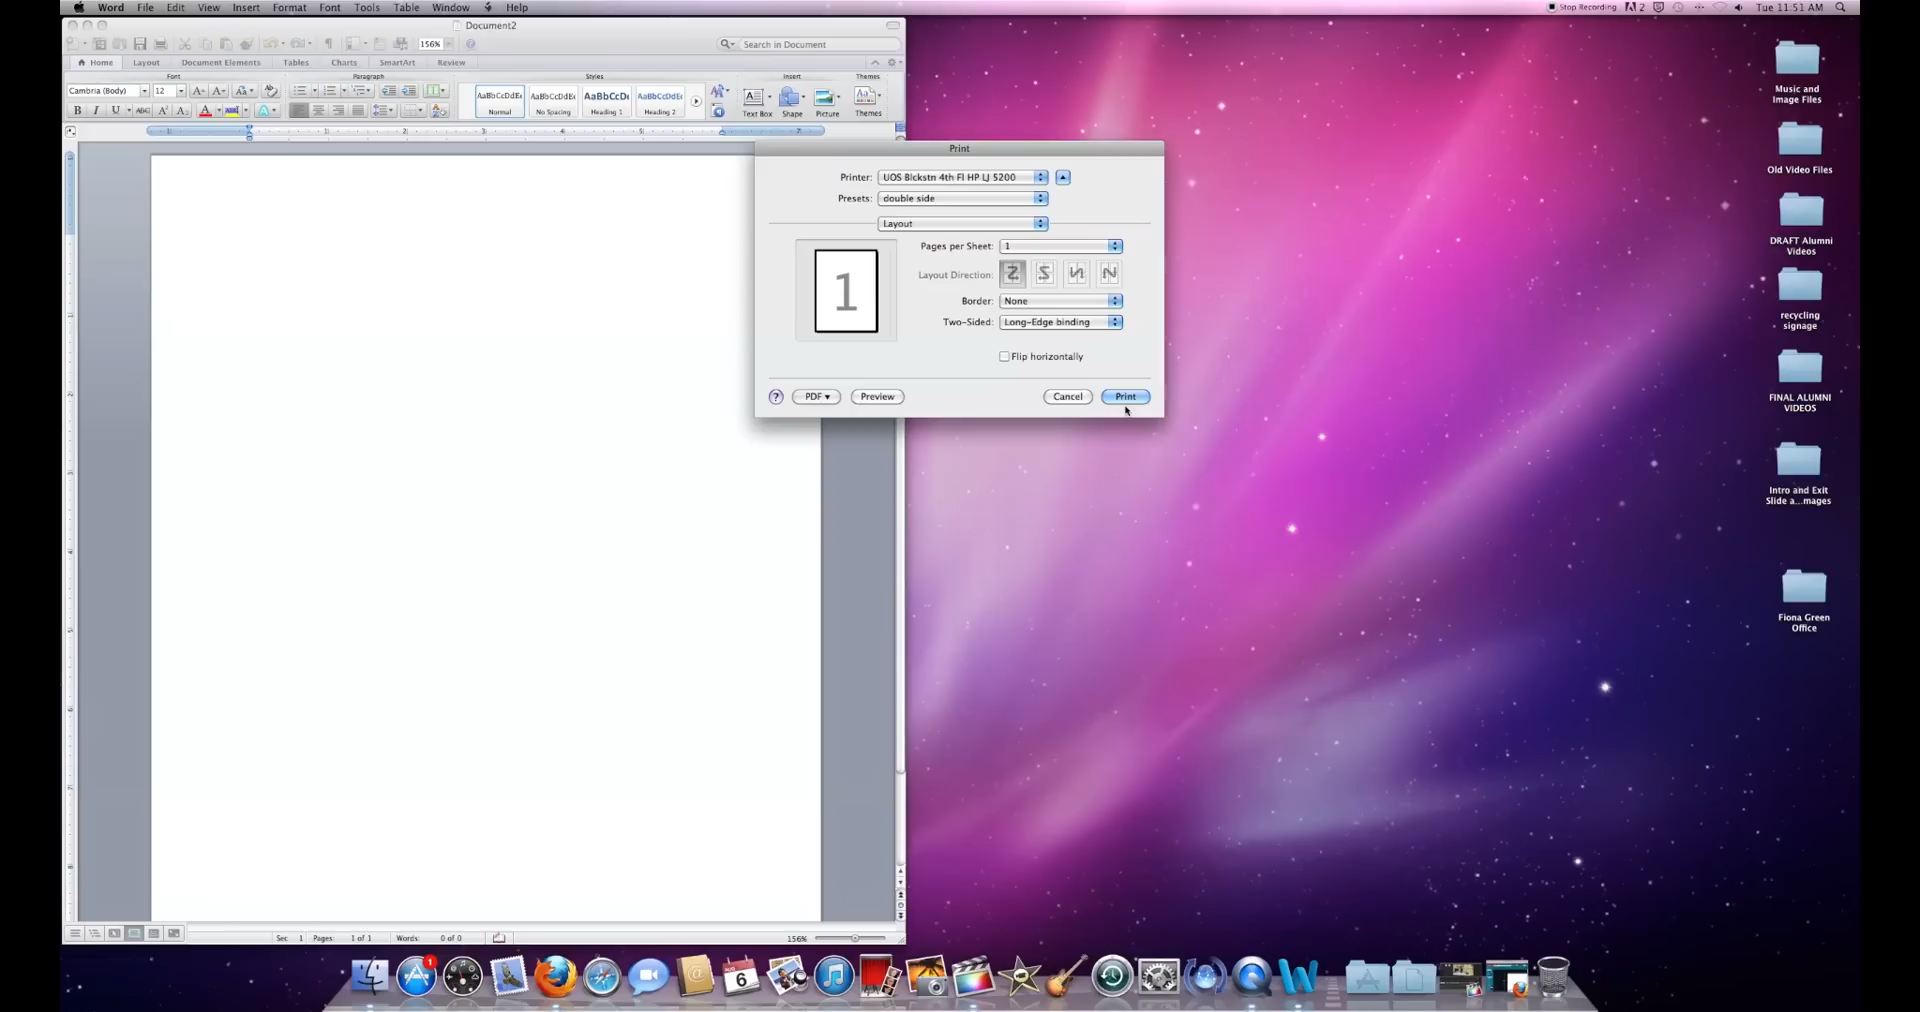 Word File Edit View Insert Format Font Tools Table Window Help
Stop Recording 2 Tue 11:51 AM
Document2
156%
Search in Document
Home Layout Document Elements Tables Charts SmartArt Review
Font Paragraph Styles Insert Themes
Cambria (Body) 12
AaBbCcDdEe AaBbCcDdEe AaBbCcDc AaBbCcDdEe
Normal No Spacing Heading 1 Heading 2 Text Box Shape Picture Themes
B I U ABC
Print
Printer: UOS Blckstn 4th Fl HP LJ 5200
Presets: double side
Layout
Pages per Sheet: 1
Layout Direction:
Border: None
Two-Sided: Long-Edge binding
Flip horizontally
1
? PDF Preview Cancel Print
Music and
Image Files
Old Video Files
DRAFT Alumni
Videos
recycling
signage
FINAL ALUMNI
VIDEOS
Intro and Exit
Slide a...mages
Fiona Green
Office
Sec 1 Pages: 1 of 1 Words: 0 of 0 156%
1
AUG
6